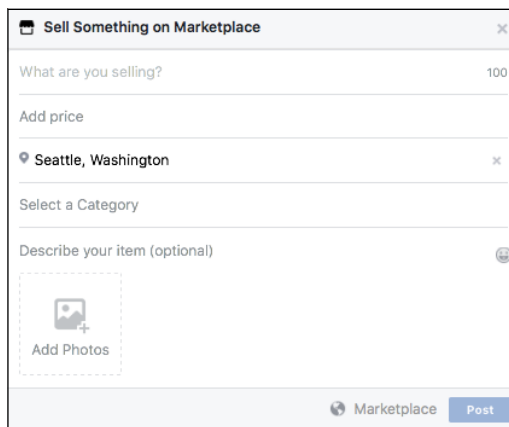 Sell Something on Marketplace
What are you selling? 100
Add price
Seattle, Washington
Select a Category
Describe your item (optional)
Add Photos
Marketplace Post